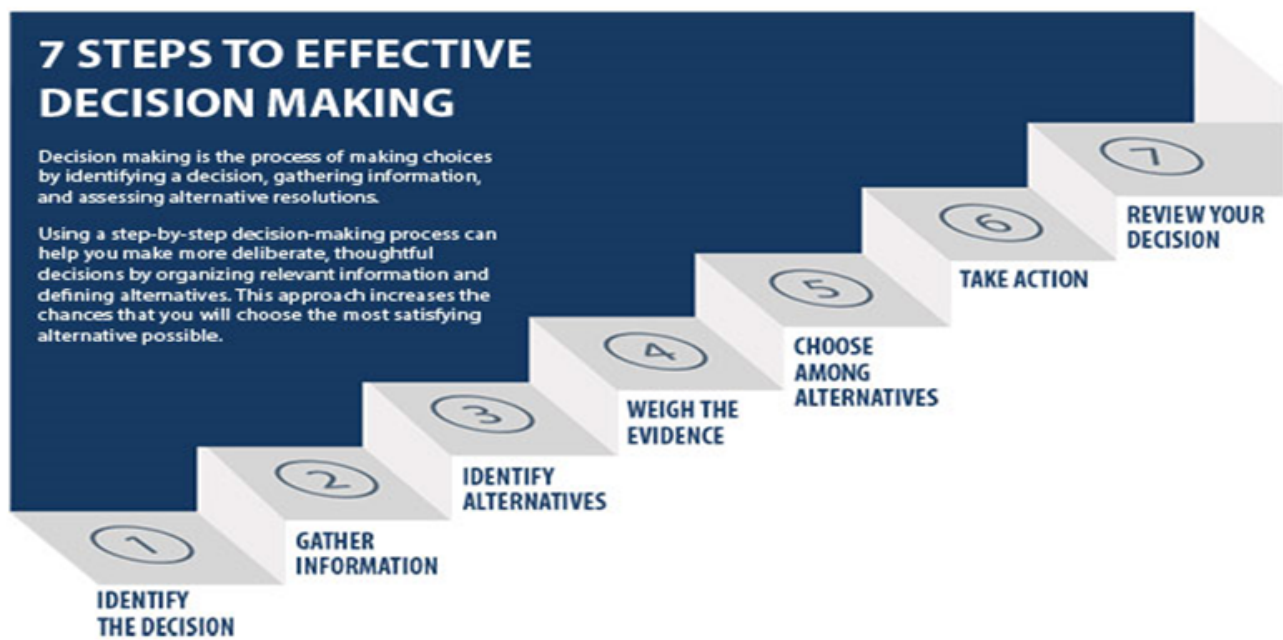 7 STEPS TO EFFECTIVE
DECISION MAKING
Decision making is the process of making choices
by identifying a decision, gathering information,
and assessing alternative resolutions.
Using a step-by-step decision-making process can
help you make more deliberate, thoughtful
decisions by organizing relevant information and
defining alternatives. This approach increases the
chances that you will choose the most satisfying
alternative possible.
1
IDENTIFY
THE DECISION
2
GATHER
INFORMATION
3
IDENTIFY
ALTERNATIVES
4
WEIGH THE
EVIDENCE
5
CHOOSE
AMONG
ALTERNATIVES
6
TAKE ACTION
7
REVIEW YOUR
DECISION